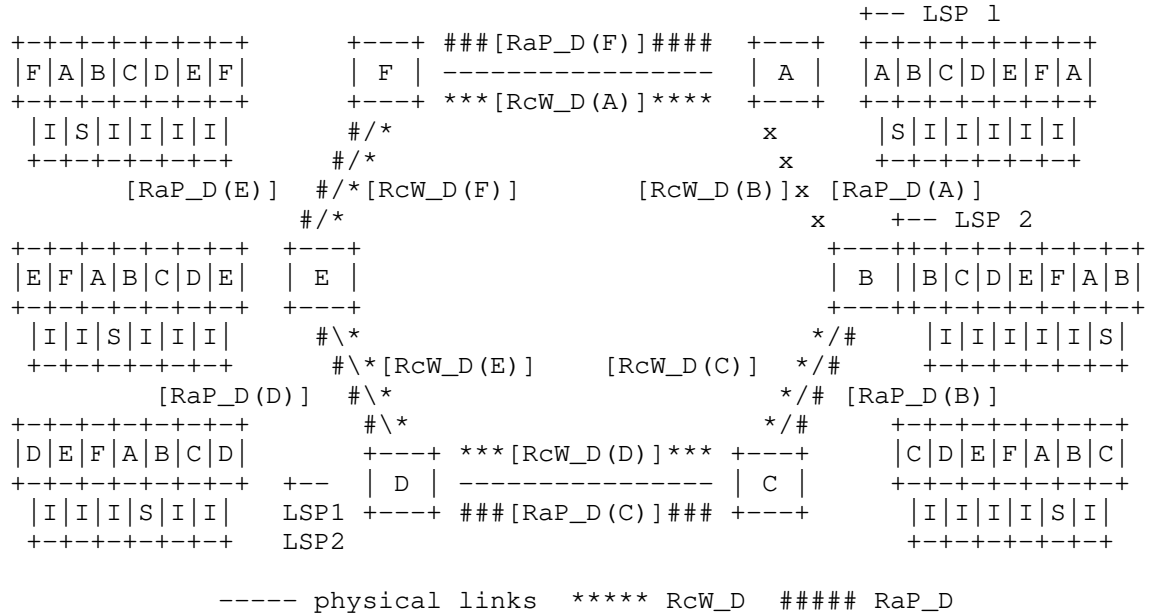 +-- LSP 1
+-+-+-+-+-+-+-+       +---+ ###[RaP_D(F)]####  +---+  +-+-+-+-+-+-+-+
|F|A|B|C|D|E|F|       | F |  -----------------  | A |  |A|B|C|D|E|F|A|
+-+-+-+-+-+-+-+       +---+ ***[RcW_D(A)]****  +---+  +-+-+-+-+-+-+-+
 |I|S|I|I|I|I|        #/*                        x      |S|I|I|I|I|I|
 +-+-+-+-+-+-+       #/*                          x     +-+-+-+-+-+-+
       [RaP_D(E)]  #/*[RcW_D(F)]        [RcW_D(B)]x [RaP_D(A)]
                  #/*                              x    +-- LSP 2
+-+-+-+-+-+-+-+  +---+                              +---++-+-+-+-+-+-+-+
|E|F|A|B|C|D|E|  | E |                              | B ||B|C|D|E|F|A|B|
+-+-+-+-+-+-+-+  +---+                              +---++-+-+-+-+-+-+-+
 |I|I|S|I|I|I|     #\*                             */#    |I|I|I|I|I|S|
 +-+-+-+-+-+-+      #\*[RcW_D(E)]     [RcW_D(C)]  */#     +-+-+-+-+-+-+
         [RaP_D(D)]  #\*                         */# [RaP_D(B)]
+-+-+-+-+-+-+-+       #\*                       */#     +-+-+-+-+-+-+-+
|D|E|F|A|B|C|D|       +---+ ***[RcW_D(D)]*** +---+      |C|D|E|F|A|B|C|
+-+-+-+-+-+-+-+  +--  | D | ---------------- | C |      +-+-+-+-+-+-+-+
 |I|I|I|S|I|I|   LSP1 +---+ ###[RaP_D(C)]### +---+       |I|I|I|I|S|I|
 +-+-+-+-+-+-+   LSP2                                    +-+-+-+-+-+-+
----- physical links  ***** RcW_D  ##### RaP_D